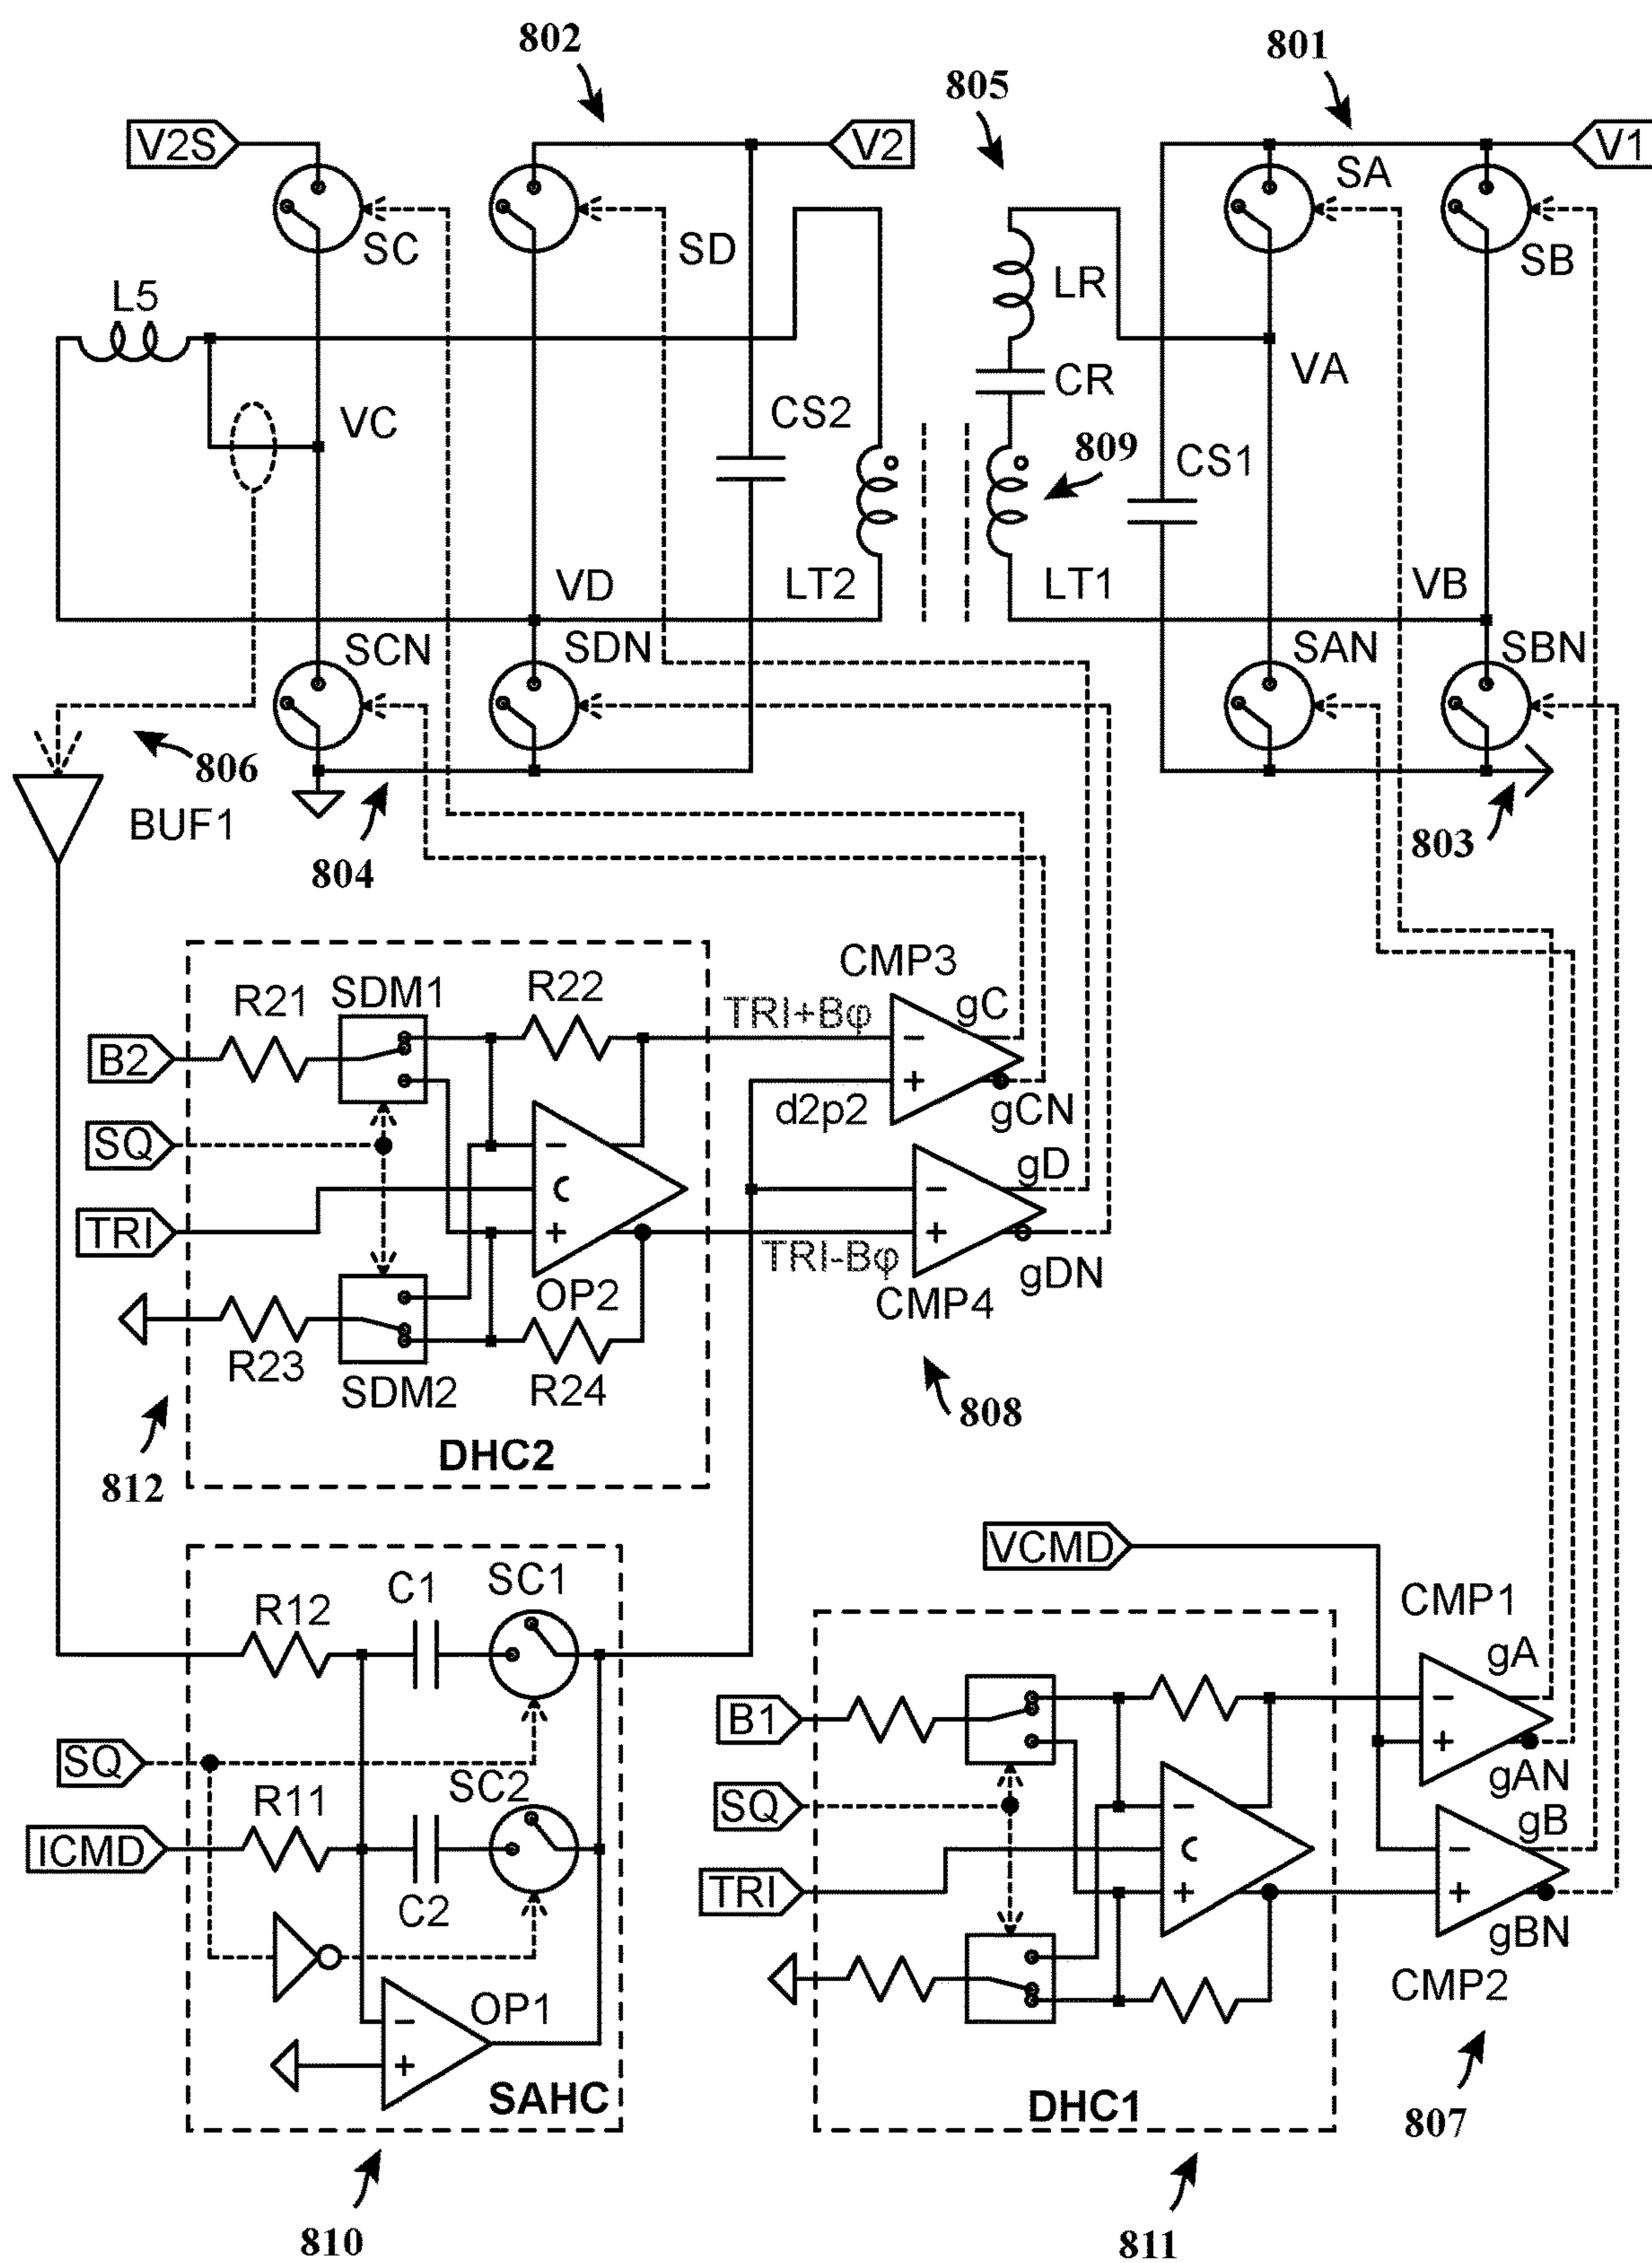 802
801
805
V2S
V2
V1
SA
SC
SD
SB
L5
LR
VA
CR
VC
CS2
809
CS1
VD
LT2
LT1
VB
SCN
SDN
SAN
SBN
806
BUF1
804
803
CMP3
R21
SDM1
R22
TRI+Bφ
gC
B2
d2p2
gCN
SQ
gD
TRI
TRI-Bφ
gDN
OP2
CMP4
R23
SDM2
R24
808
DHC2
812
VCMD
C1
SC1
R12
CMP1
gA
B1
SQ
SC2
gAN
R11
SQ
gB
ICMD
TRI
C2
gBN
OP1
CMP2
SAHC
DHC1
807
810
811